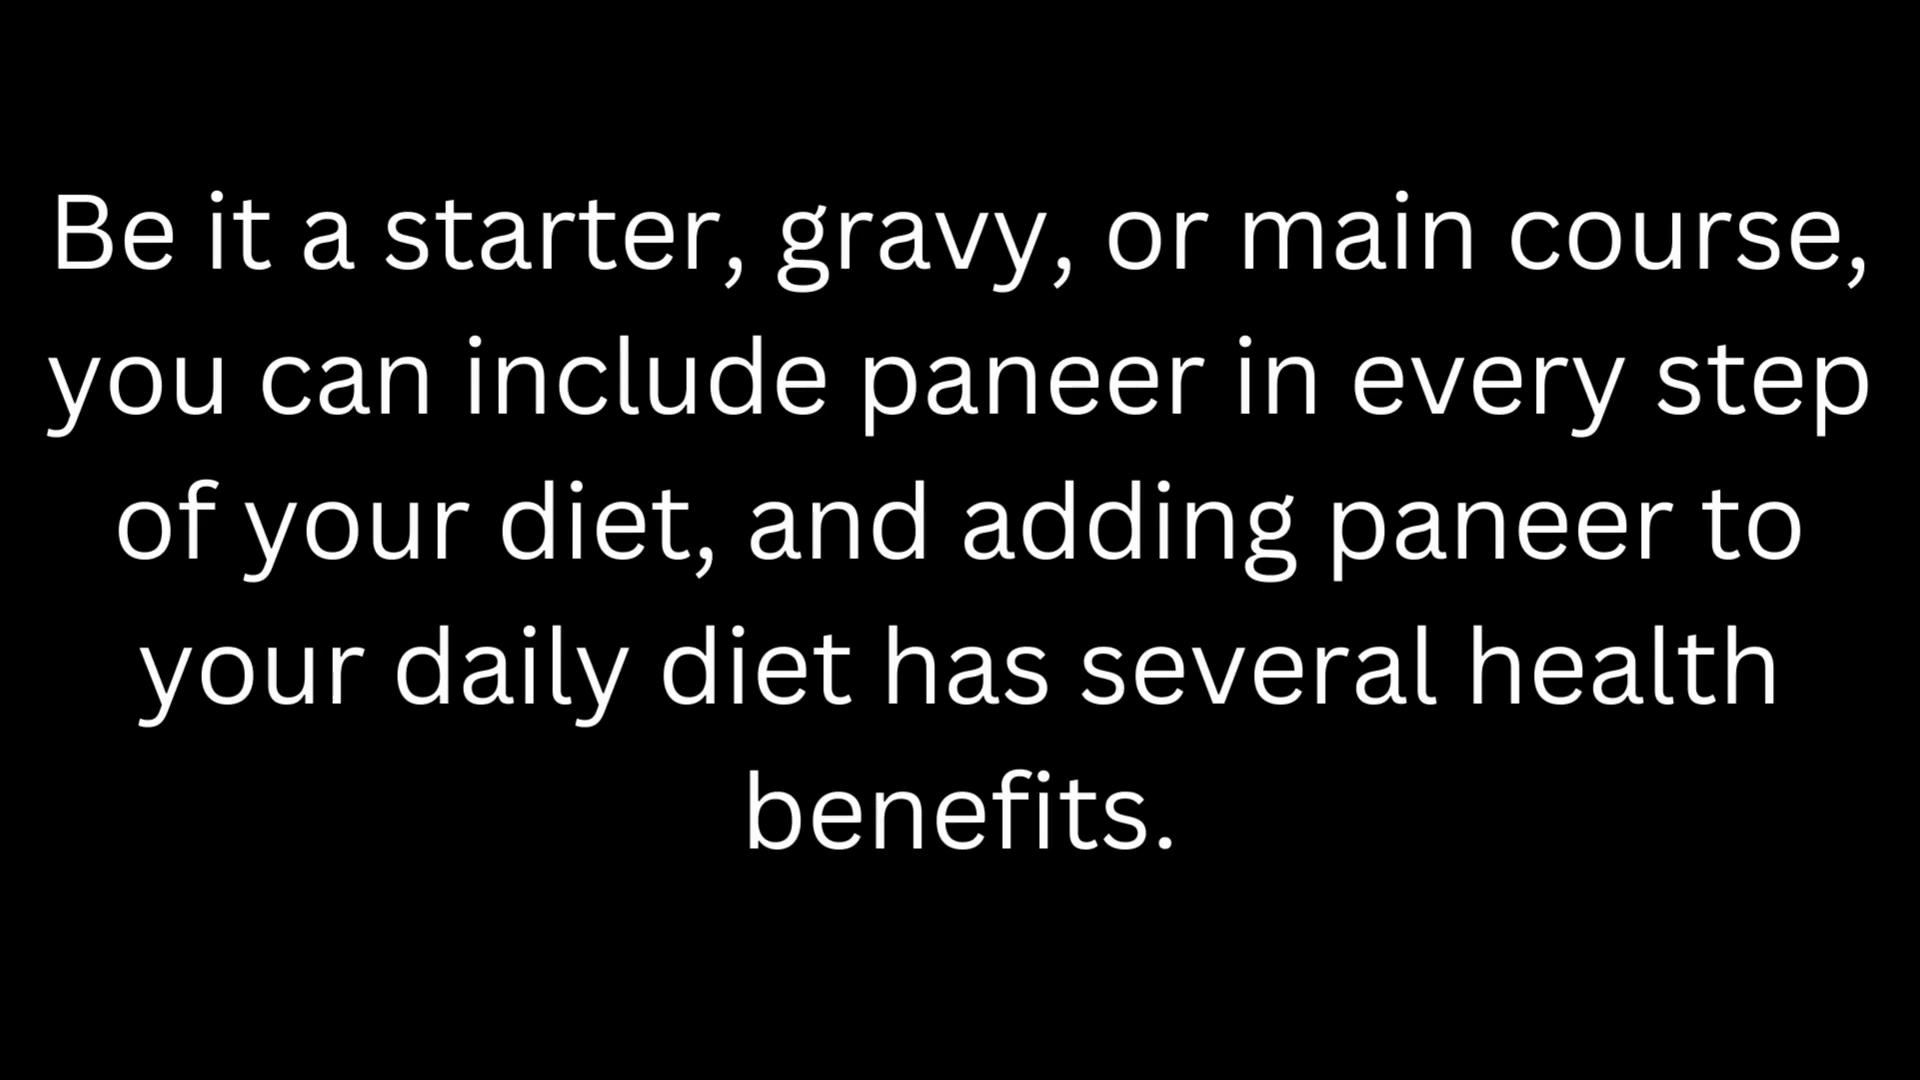 Be it a starter, gravy, or main course,
you can include paneer in every step
of your diet, and adding paneer to
your daily diet has several health
benefits.